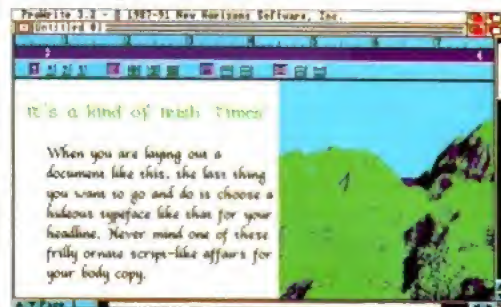 ProWrite 3.2 - © 1987-91 New Horizons Software, Inc.
Untitled 01
It's a kind of Irish Times
When you are laying out a
document like this, the last thing
you want to go and do is choose a
hideous typeface like that for your
headline. Never mind one of these
frilly ornate script-like affairs for
your body copy.